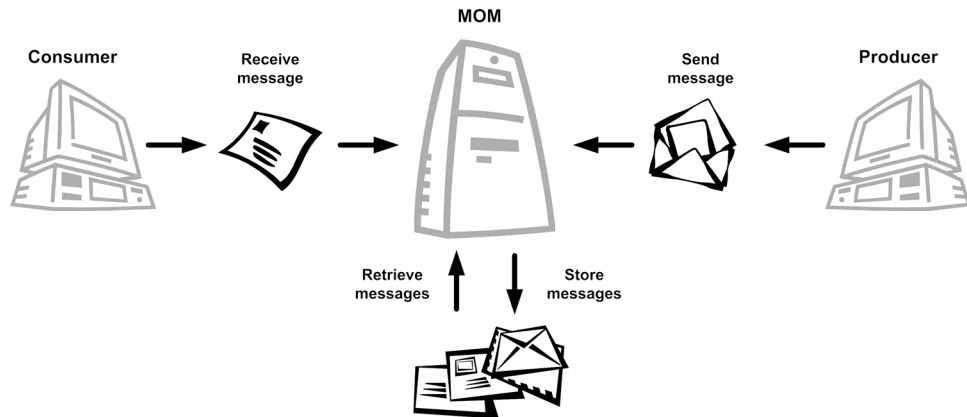 MOM
Consumer
Receive
message
Send
message
Producer
Retrieve
messages
Store
messages